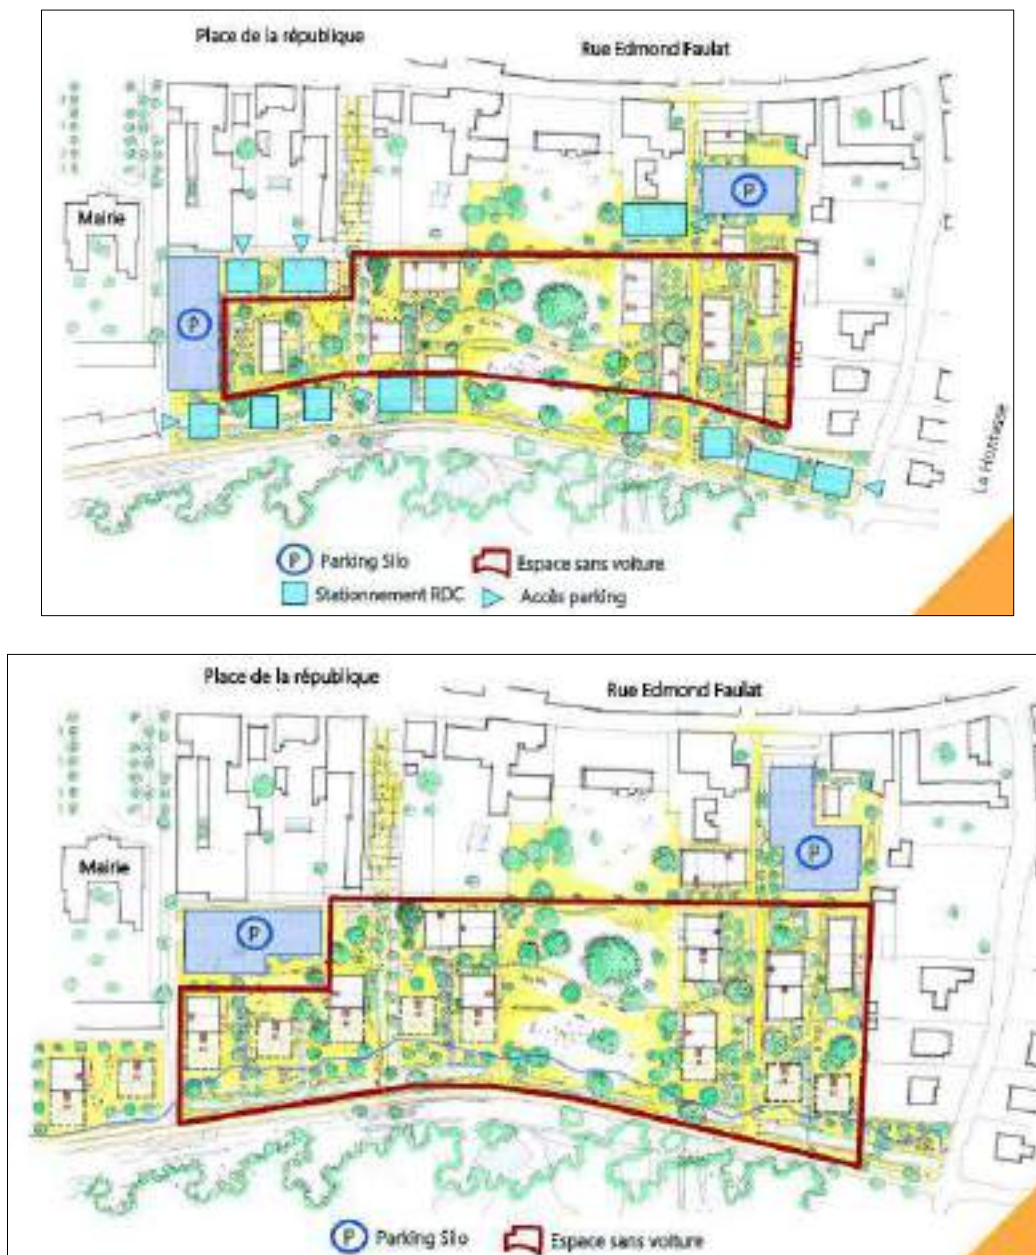 Place de la république
Rue Edmond Faulat
Mairie
P
P
La Hontasse
P Parking Silo
Espace sans voiture
Stationnement RDC
Accès parking
Place de la république
Rue Edmond Faulat
P
Mairie
P
P Parking Silo
Espace sans voiture